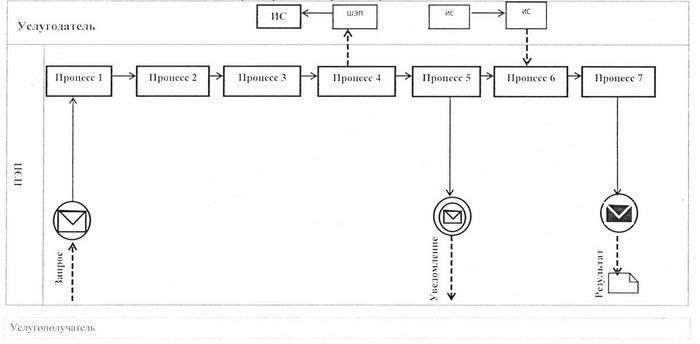 Услугодатель
ИС
ШЭП
ИС
ИС
Процесс 1
Процесс 2
Процесс 3
Процесс 4
Процесс 5
Процесс 6
Процесс 7
ПЭП
Запрос
Уведомление
Результат
Услугополучатель